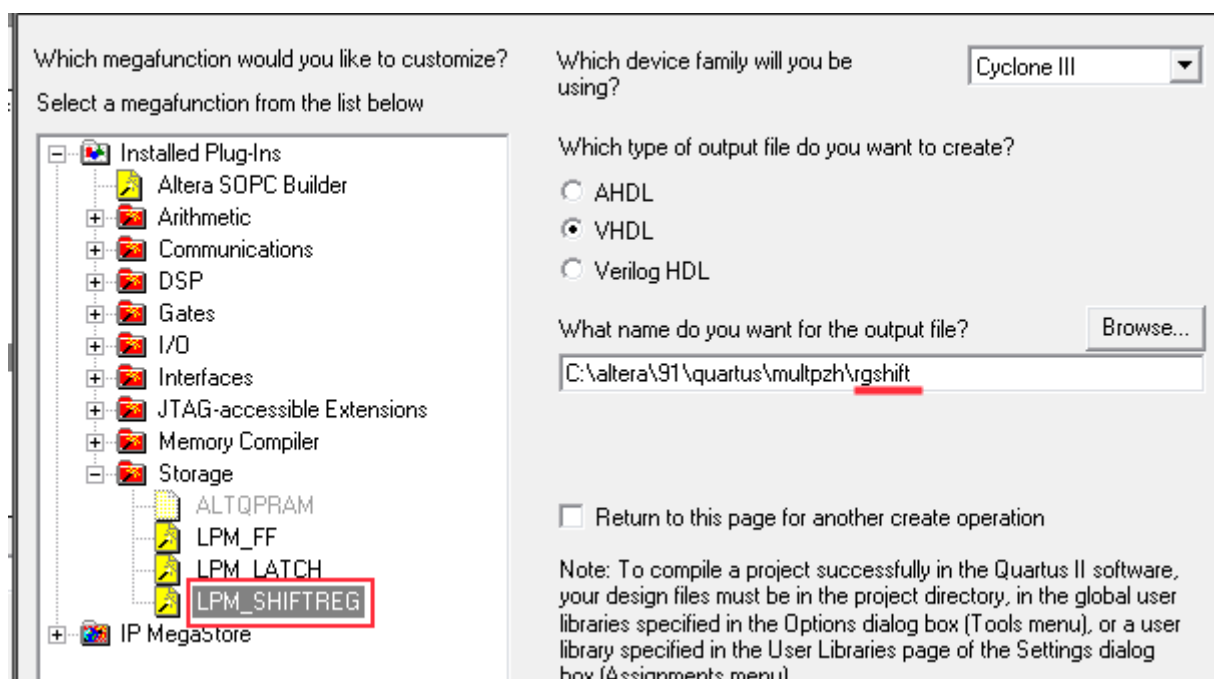 Which megafunction would you like to customize?
Select a megafunction from the list below
Installed Plug-Ins
Altera SOPC Builder
Arithmetic
Communications
DSP
Gates
I/O
Interfaces
JTAG-accessible Extensions
Memory Compiler
Storage
ALTQPRAM
LPM_FF
LPM_LATCH
LPM_SHIFTREG
IP MegaStore
Which device family will you be
using?
Cyclone III
Which type of output file do you want to create?
AHDL
VHDL
Verilog HDL
What name do you want for the output file?
Browse...
C:\altera\91\quartus\multpzh\rgshift
Return to this page for another create operation
Note: To compile a project successfully in the Quartus II software,
your design files must be in the project directory, in the global user
libraries specified in the Options dialog box (Tools menu), or a user
library specified in the User Libraries page of the Settings dialog
box (Assignments menu)